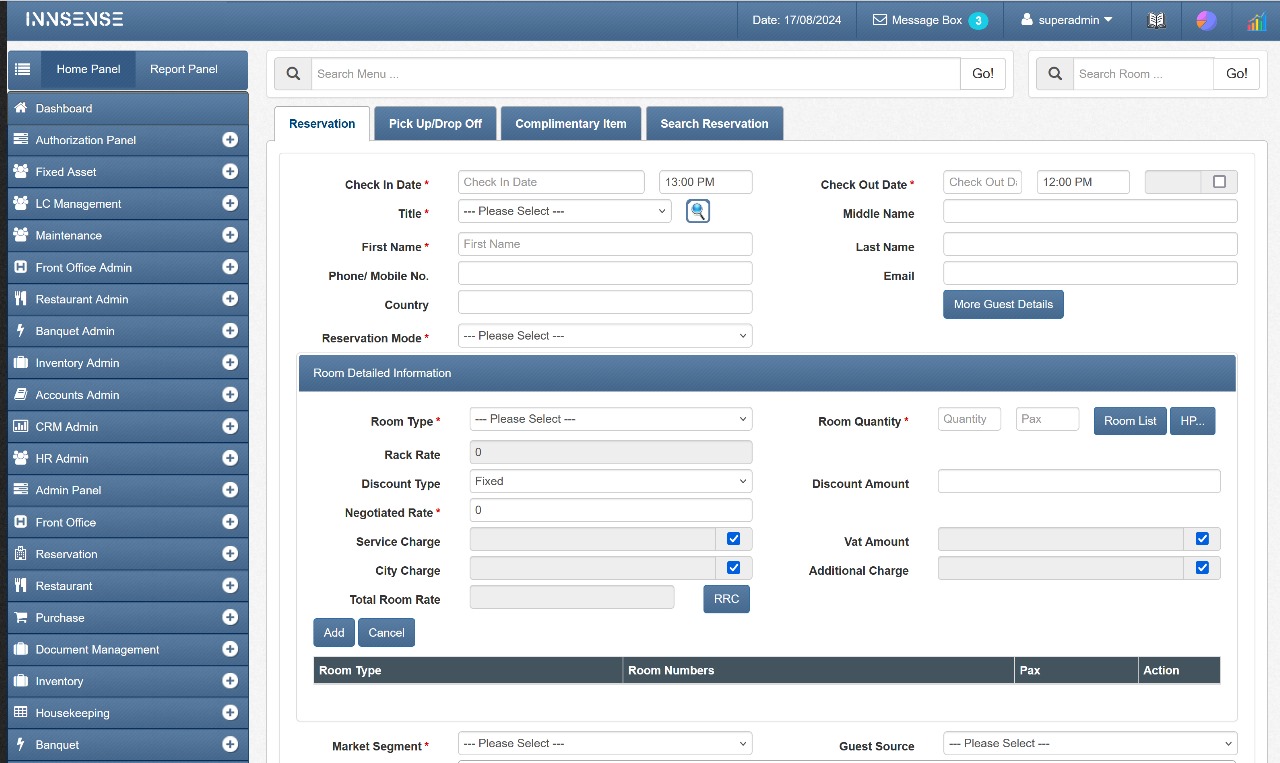 INNSENSE
Date: 17/08/2024
Message Box 3
superadmin
Home Panel
Report Panel
Search Menu ...
Go!
Search Room ...
Go!
Dashboard
Authorization Panel
Fixed Asset
LC Management
Maintenance
Front Office Admin
Restaurant Admin
Banquet Admin
Inventory Admin
Accounts Admin
CRM Admin
HR Admin
Admin Panel
Front Office
Reservation
Restaurant
Purchase
Document Management
Inventory
Housekeeping
Banquet
Reservation
Pick Up/Drop Off
Complimentary Item
Search Reservation
Check In Date *
Check In Date
13:00 PM
Check Out Date *
Check Out Da
12:00 PM
Title *
--- Please Select ---
Middle Name
First Name *
First Name
Last Name
Phone/ Mobile No.
Email
Country
More Guest Details
Reservation Mode *
--- Please Select ---
Room Detailed Information
Room Type *
--- Please Select ---
Room Quantity *
Quantity
Pax
Room List
HP...
Rack Rate
0
Discount Type
Fixed
Discount Amount
Negotiated Rate *
0
Service Charge
Vat Amount
City Charge
Additional Charge
Total Room Rate
RRC
Add
Cancel
Room Type
Room Numbers
Pax
Action
Market Segment *
--- Please Select ---
Guest Source
--- Please Select ---